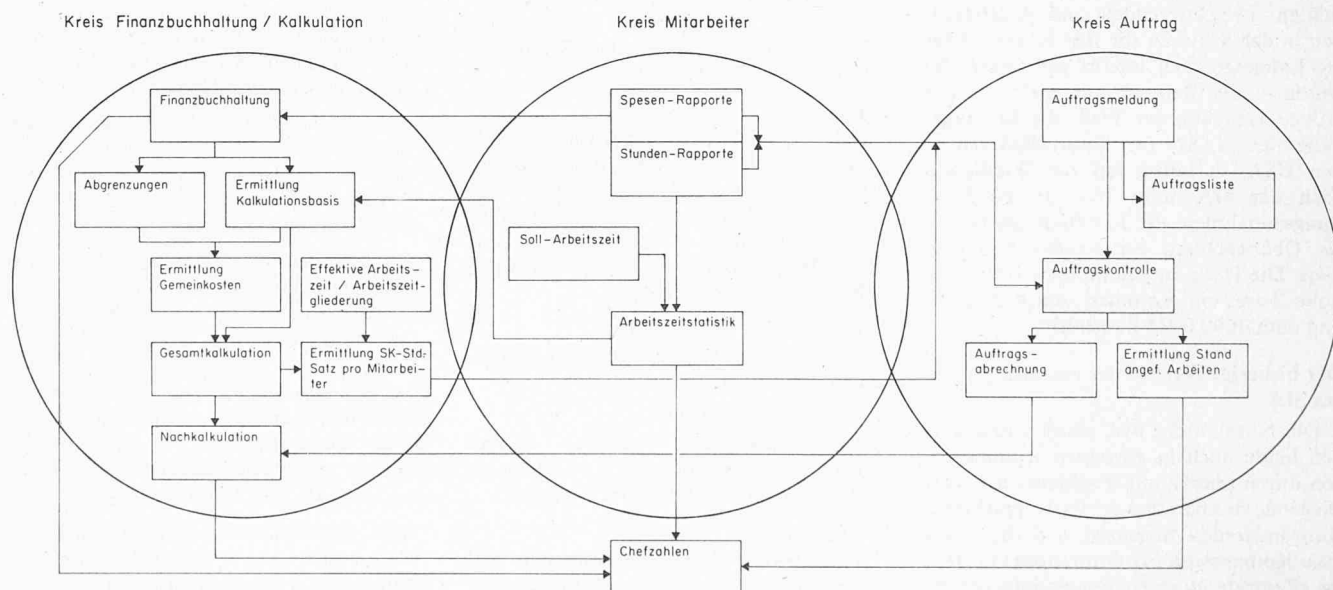 Kreis Finanzbuchhaltung / Kalkulation
Kreis Mitarbeiter
Kreis Auftrag
Finanzbuchhaltung
Abgrenzungen
Ermittlung
Kalkulationsbasis
Ermittlung
Gemeinkosten
Effektive Arbeits-
zeit / Arbeitszeit-
gliederung
Gesamtkalkulation
Ermittlung SK-Std-
Satz pro Mitarbei-
ter
Nachkalkulation
Spesen-Rapporte
Stunden-Rapporte
Soll-Arbeitszeit
Arbeitszeitstatistik
Chefzahlen
Auftragsmeldung
Auftragsliste
Auftragskontrolle
Auftrags-
abrechnung
Ermittlung Stand
angef. Arbeiten